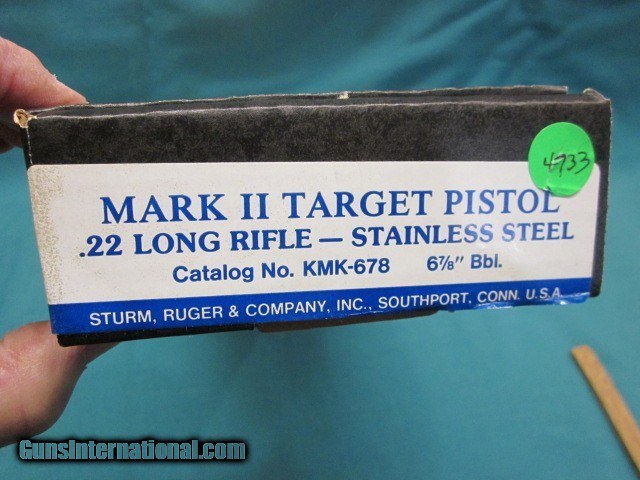 4733
MARK II TARGET PISTOL
.22 LONG RIFLE — STAINLESS STEEL
Catalog No. KMK-678 6⅞" Bbl.
STURM, RUGER & COMPANY, INC., SOUTHPORT, CONN. U.S.A.
GunsInternational.com